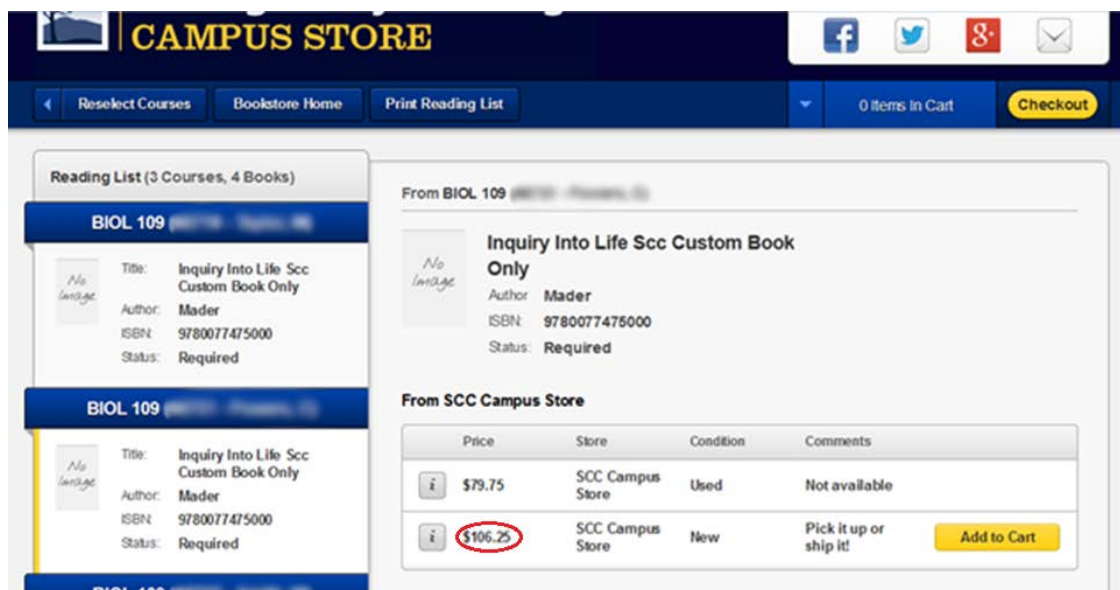 CAMPUS STORE
Reselect Courses
Bookstore Home
Print Reading List
0 Items In Cart
Checkout
Reading List (3 Courses, 4 Books)
BIOL 109
No
Image
Title: Inquiry Into Life Scc
Custom Book Only
Author: Mader
ISBN: 9780077475000
Status: Required
BIOL 109
No
Image
Title: Inquiry Into Life Scc
Custom Book Only
Author: Mader
ISBN: 9780077475000
Status: Required
From BIOL 109
No
Image
Inquiry Into Life Scc Custom Book
Only
Author Mader
ISBN: 9780077475000
Status: Required
From SCC Campus Store
Price Store Condition Comments
i $79.75 SCC Campus
Store Used Not available
i $106.25 SCC Campus
Store New Pick it up or
ship it! Add to Cart